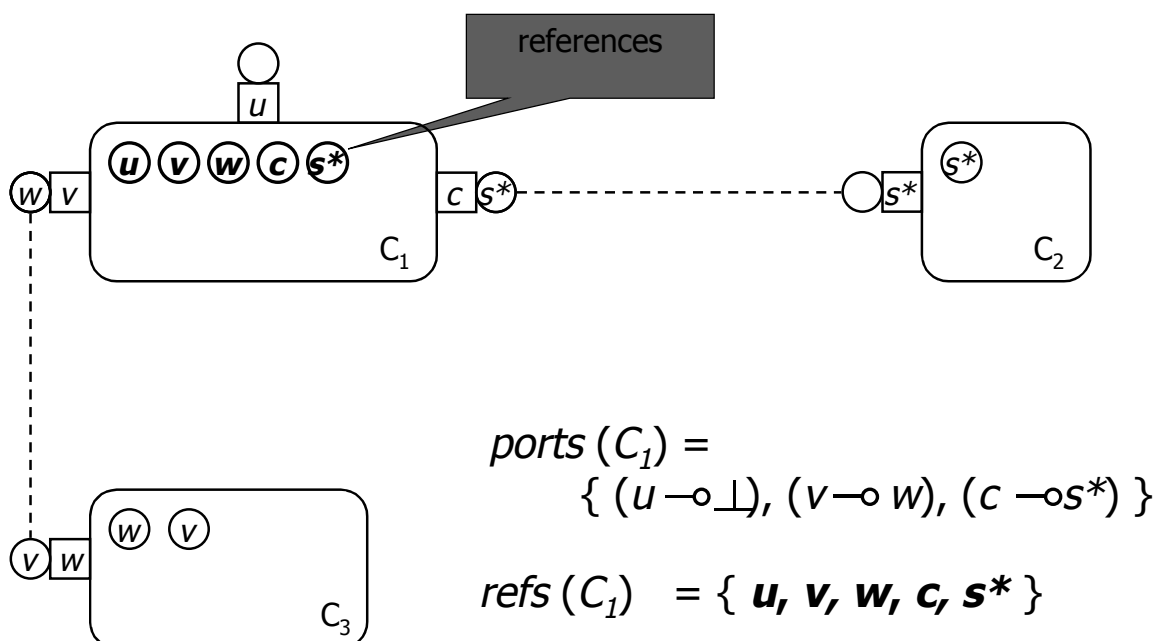 references
u
u v w c s*
w v
c s*
s*
s*
C₁
C₂
w v
v w
C₃
ports (C₁) =
{ (u ⊸ ⊥), (v ⊸ w), (c ⊸ s*) }
refs (C₁) = { u, v, w, c, s* }